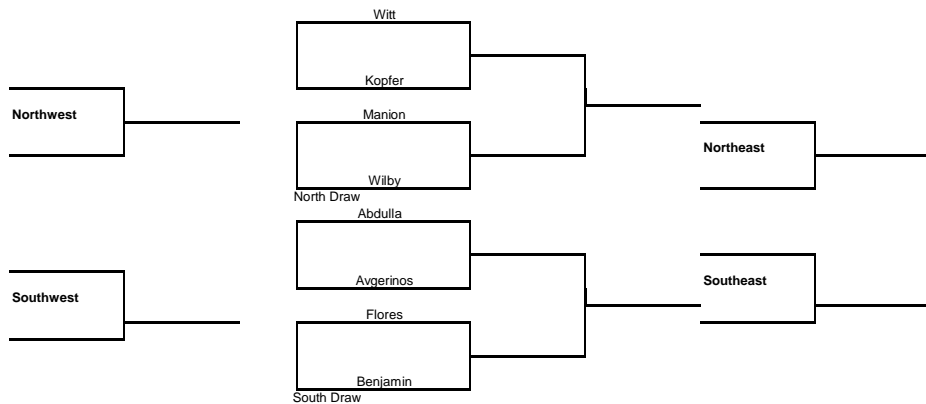 Witt
Kopfer
Northwest
Manion
Northeast
Wilby
North Draw
Abdulla
Avgerinos
Southeast
Southwest
Flores
Benjamin
South Draw